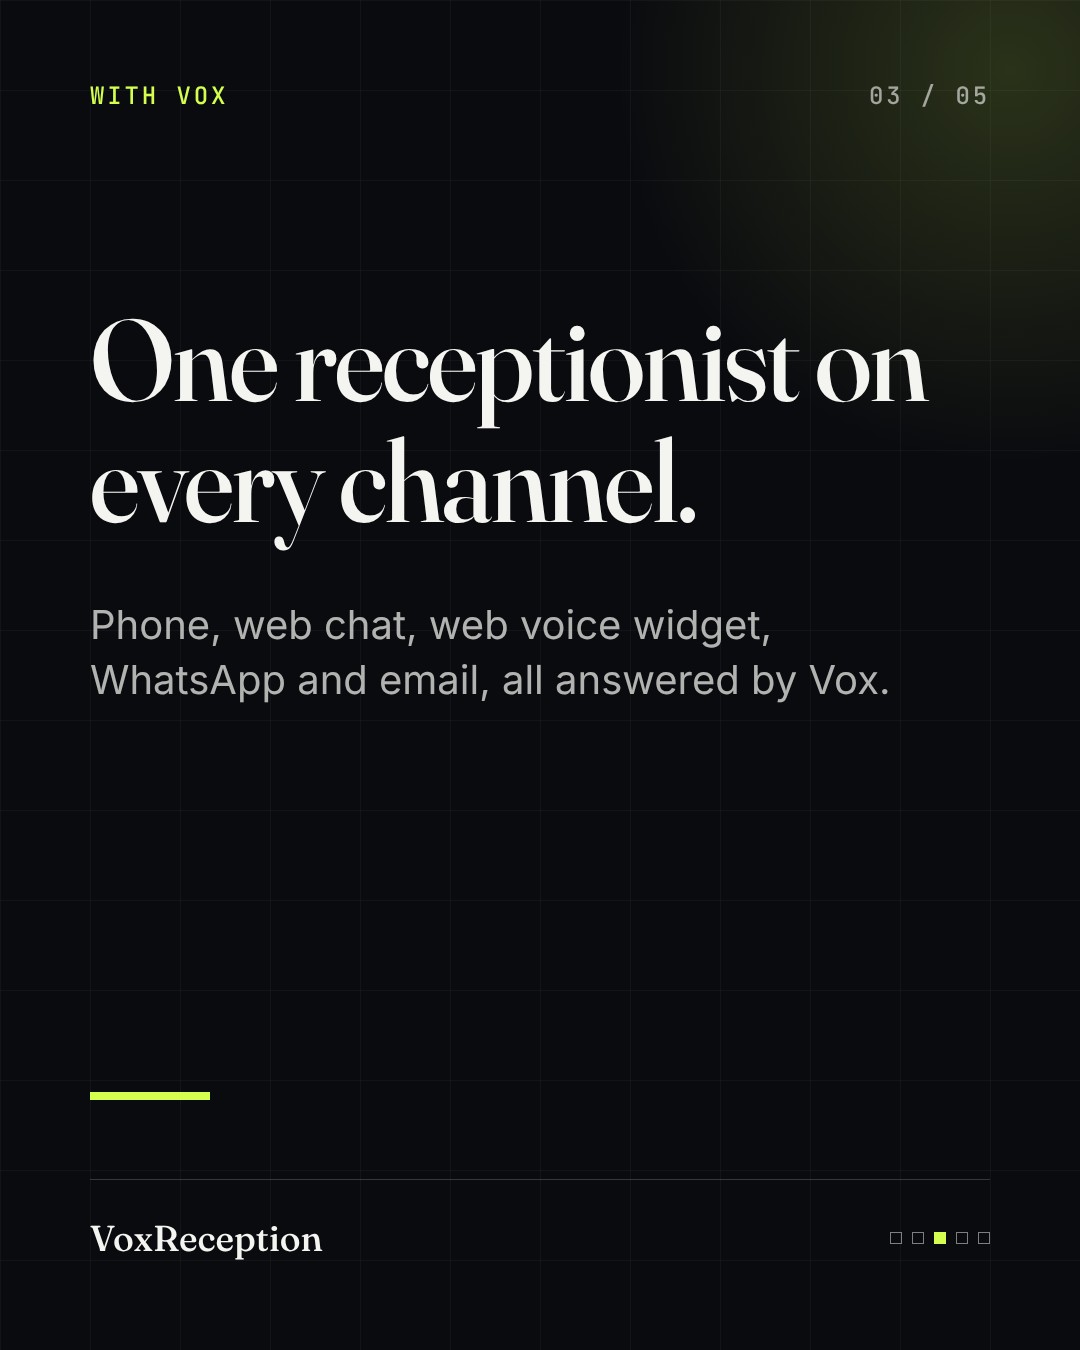 WITH VOX
03 / 05
One receptionist on
every channel.
Phone, web chat, web voice widget,
WhatsApp and email, all answered by Vox.
VoxReception